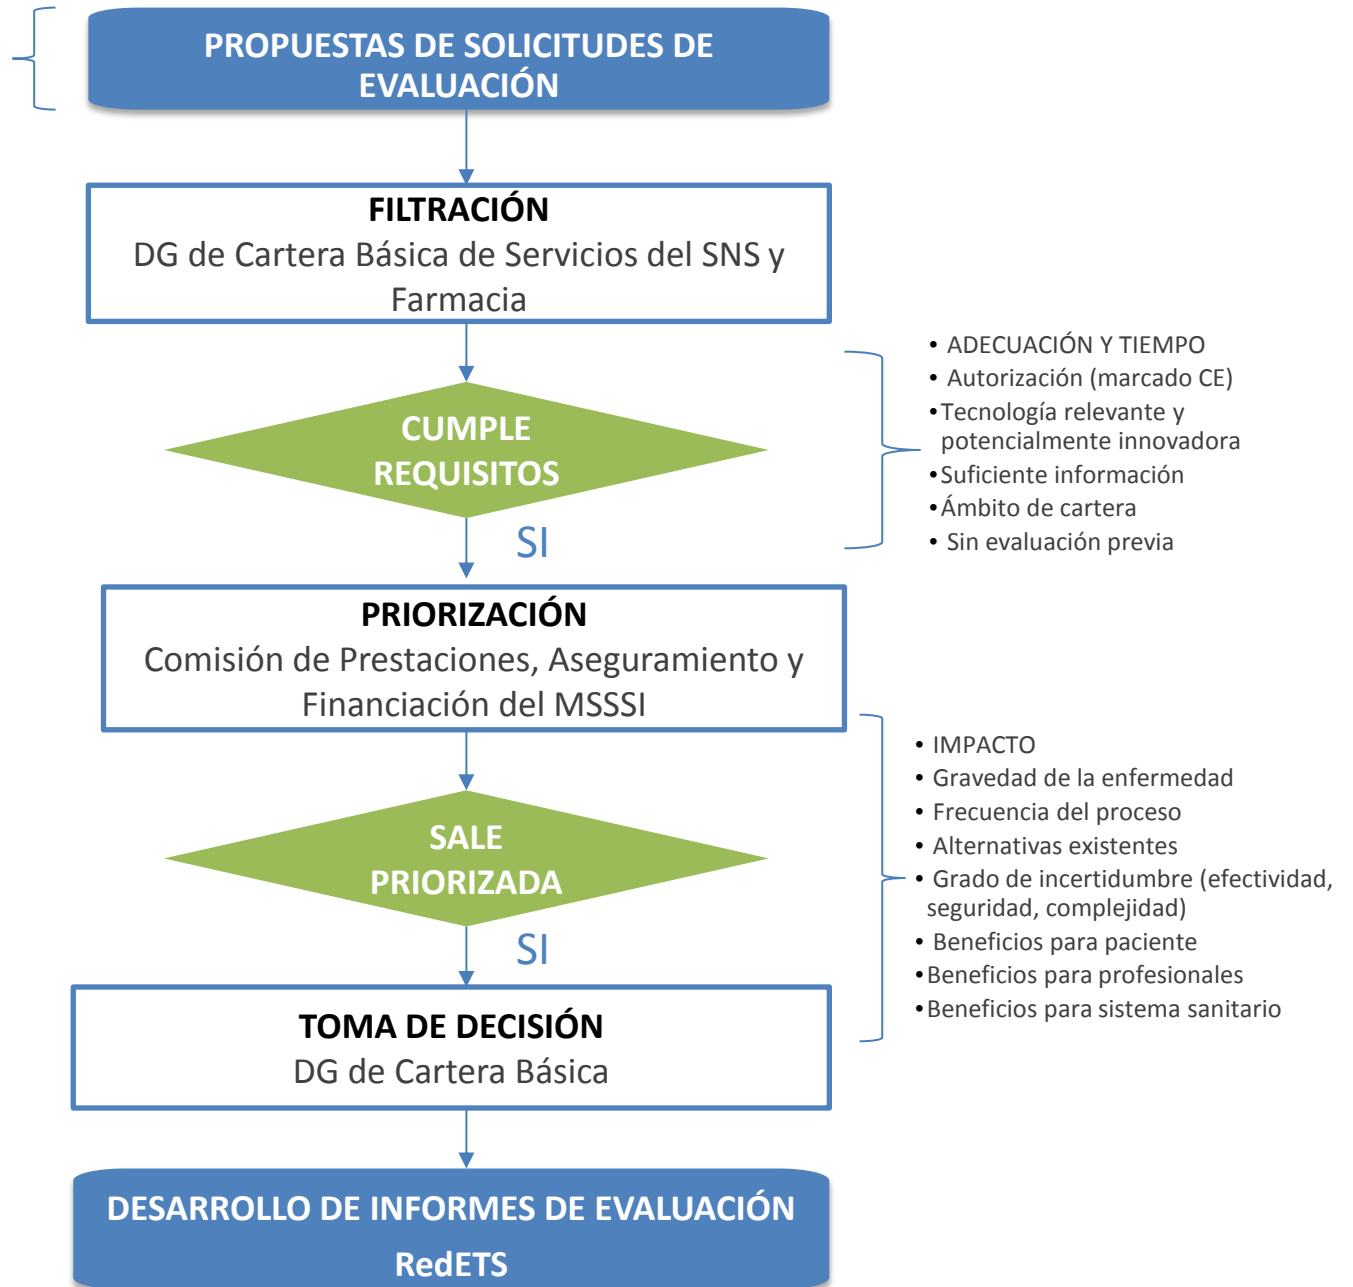 PROPUESTAS DE SOLICITUDES DE
EVALUACIÓN
FILTRACIÓN
DG de Cartera Básica de Servicios del SNS y
Farmacia
CUMPLE
REQUISITOS
• ADECUACIÓN Y TIEMPO
• Autorización (marcado CE)
• Tecnología relevante y
potencialmente innovadora
• Suficiente información
• Ámbito de cartera
• Sin evaluación previa
SI
PRIORIZACIÓN
Comisión de Prestaciones, Aseguramiento y
Financiación del MSSSI
SALE
PRIORIZADA
• IMPACTO
• Gravedad de la enfermedad
• Frecuencia del proceso
• Alternativas existentes
• Grado de incertidumbre (efectividad,
seguridad, complejidad)
• Beneficios para paciente
• Beneficios para profesionales
• Beneficios para sistema sanitario
SI
TOMA DE DECISIÓN
DG de Cartera Básica
DESARROLLO DE INFORMES DE EVALUACIÓN
RedETS